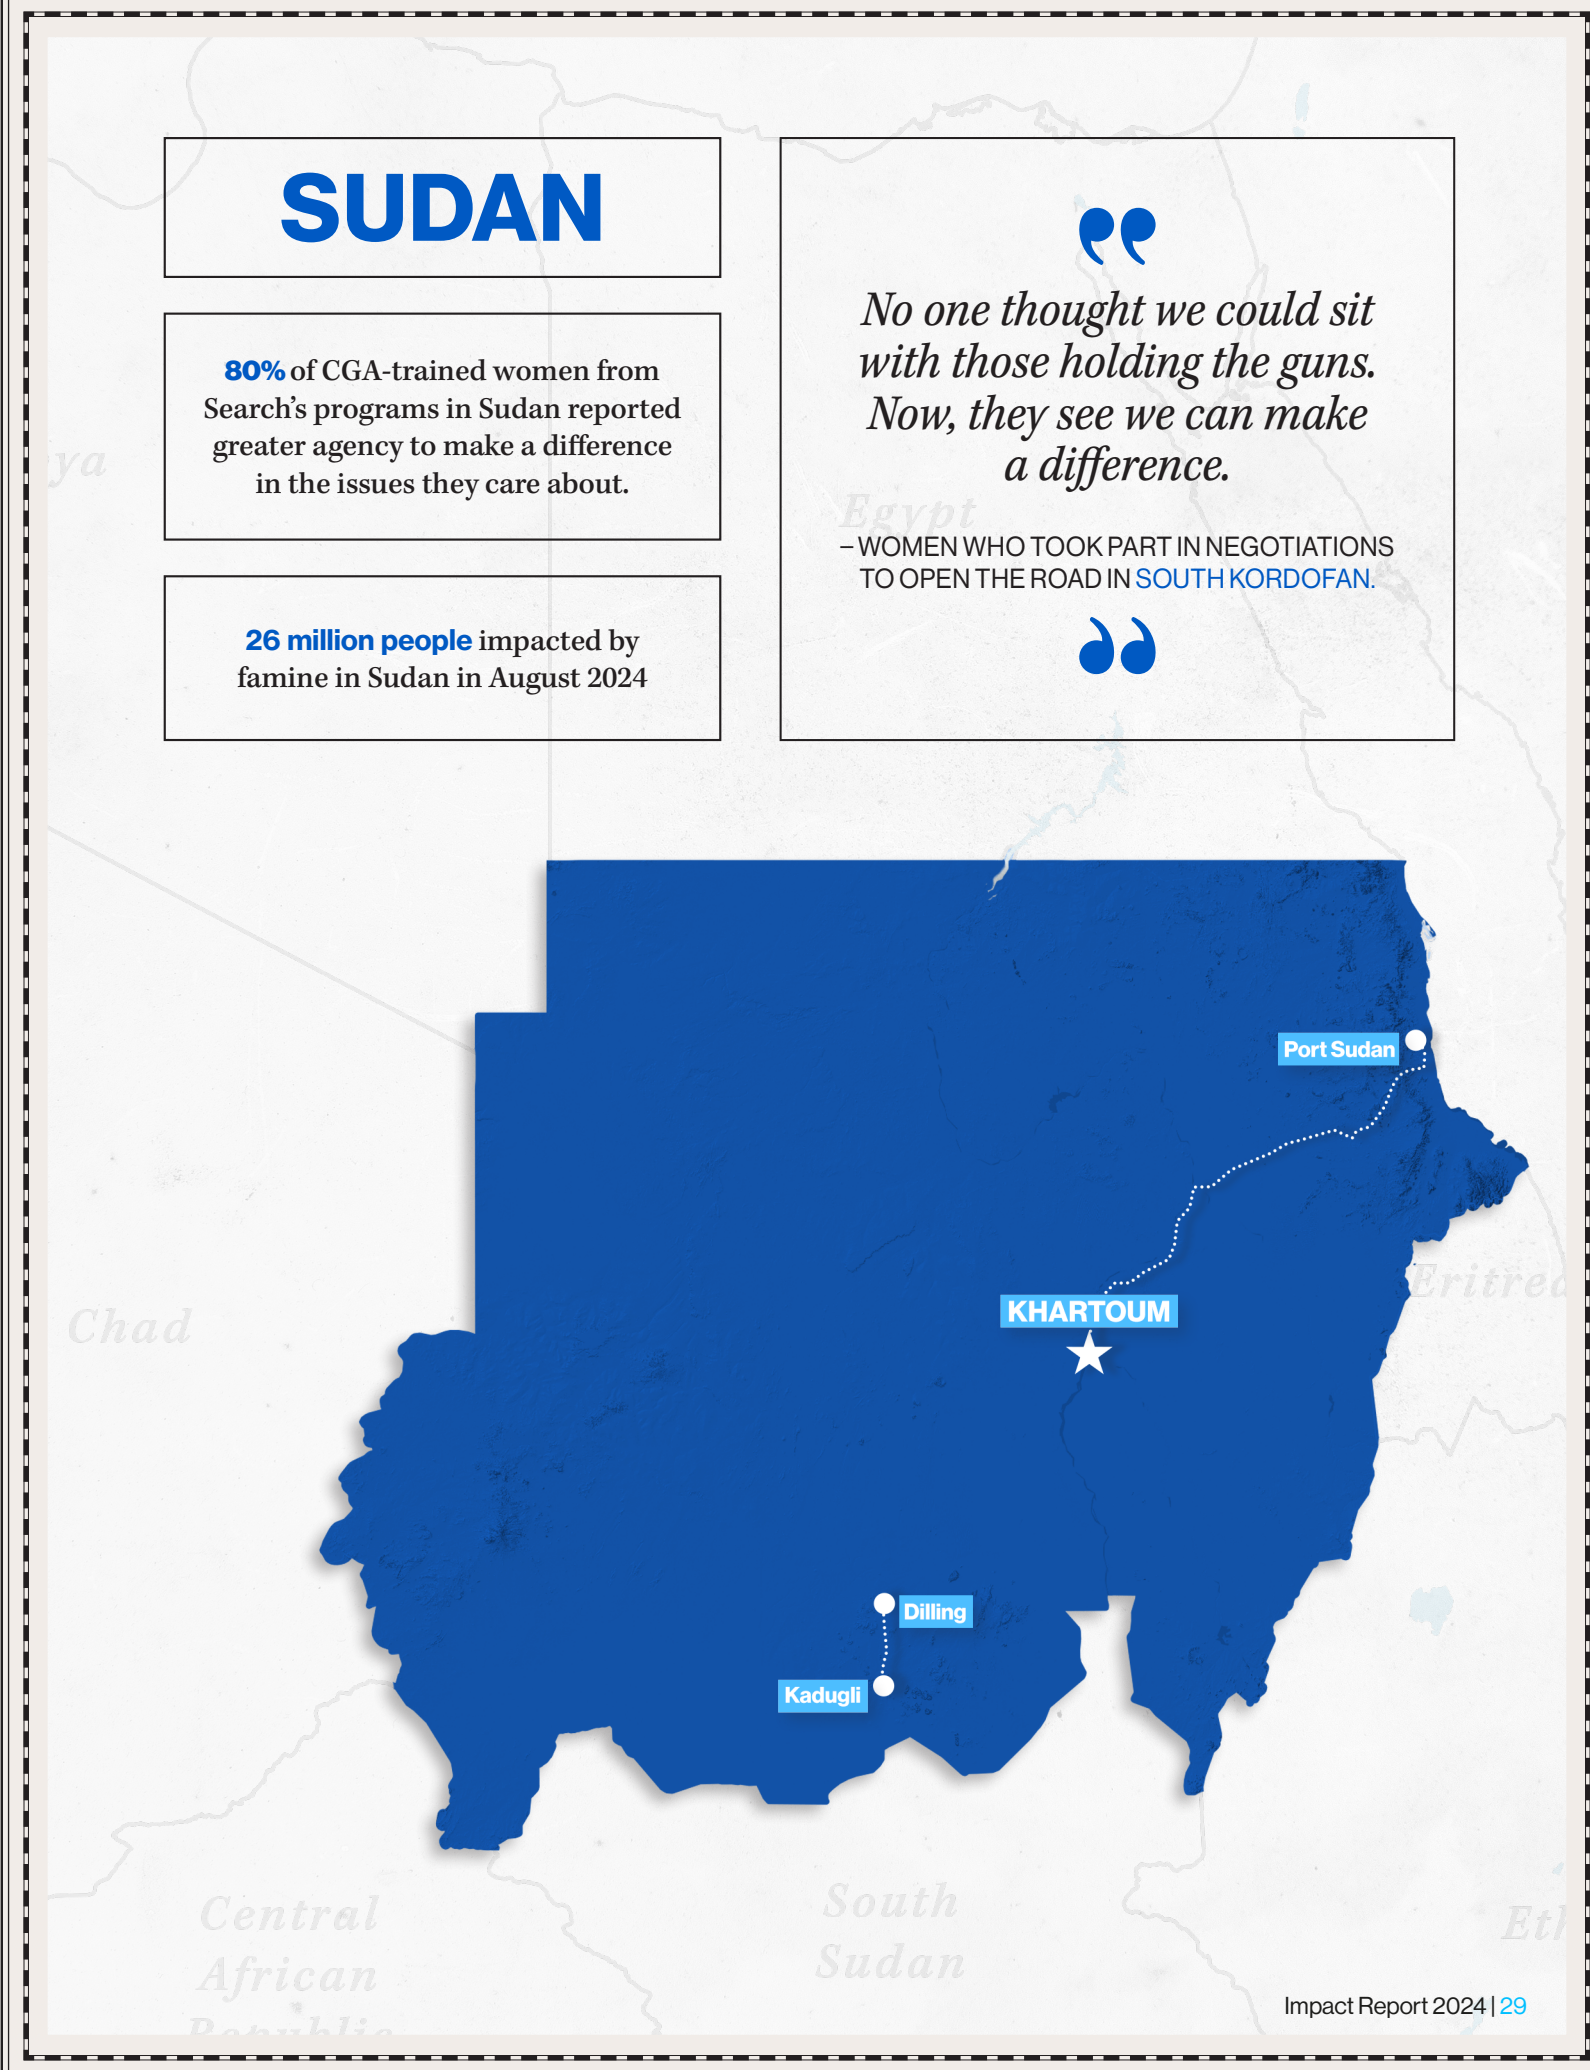 SUDAN
80% of CGA-trained women from
Search’s programs in Sudan reported
greater agency to make a difference
in the issues they care about.
26 million people impacted by
famine in Sudan in August 2024
No one thought we could sit
with those holding the guns.
Now, they see we can make
a difference.
– WOMEN WHO TOOK PART IN NEGOTIATIONS
TO OPEN THE ROAD IN SOUTH KORDOFAN.
ya
Egypt
Port Sudan
Eritrea
KHARTOUM
Chad
Dilling
Kadugli
Central
African
Republic
South
Sudan
Eth
Impact Report 2024 | 29